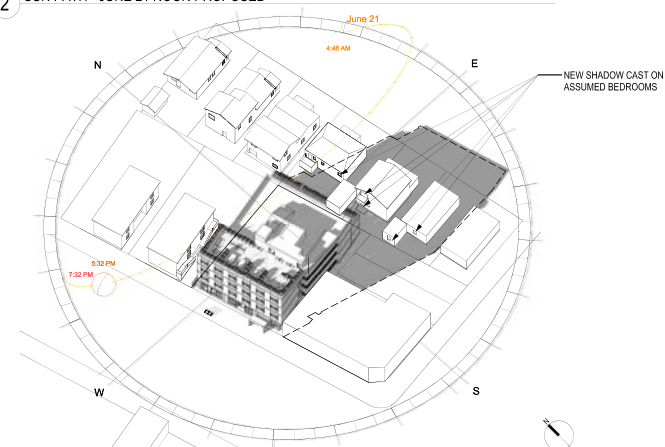 2
June 21
4:48 AM
N
E
NEW SHADOW CAST ON
ASSUMED BEDROOMS
5:32 PM
7:32 PM
W
S
N